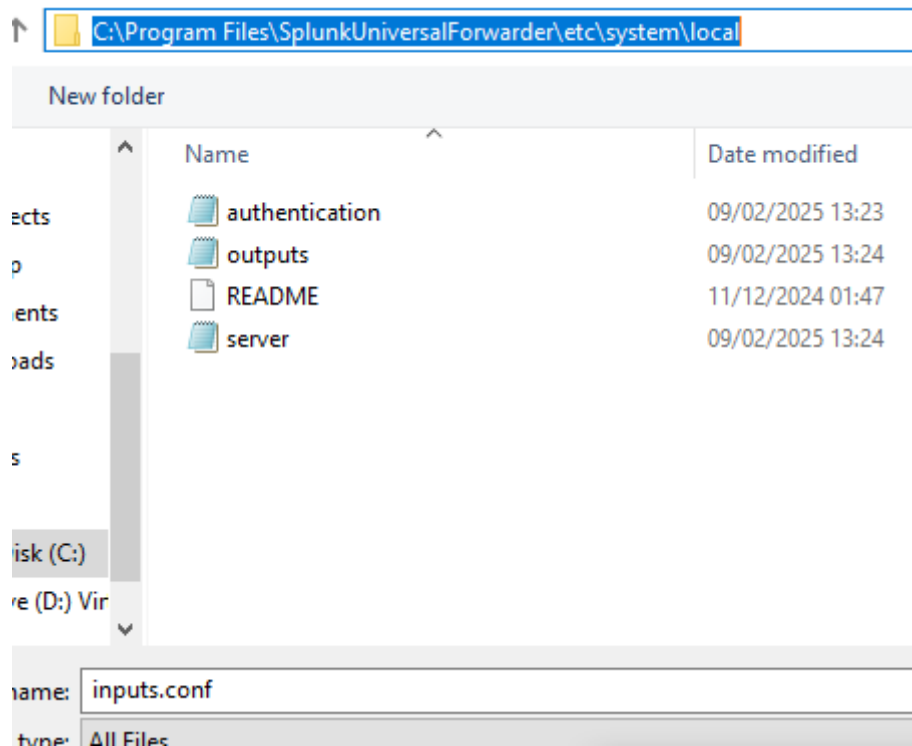 C:\Program Files\SplunkUniversalForwarder\etc\system\local
New folder
Name Date modified
ects authentication 09/02/2025 13:23
p outputs 09/02/2025 13:24
ents README 11/12/2024 01:47
oads server 09/02/2025 13:24
s
isk (C:)
ve (D:) Vir
name: inputs.conf
type: All Files